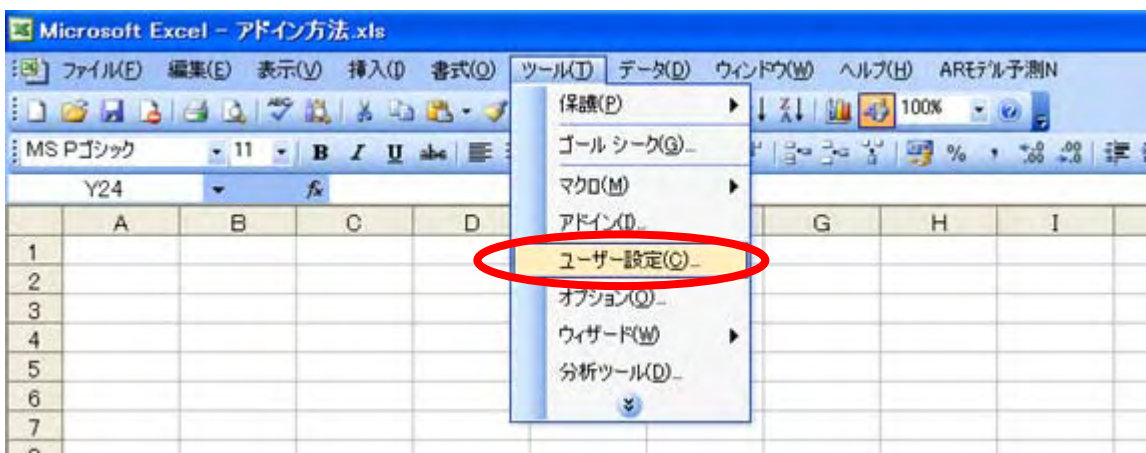 Microsoft Excel - アドイン方法.xls
ファイル(F) 編集(E) 表示(V) 挿入(I) 書式(O) ツール(T) データ(D) ウィンドウ(W) ヘルプ(H) ARモデル予測N
100%
MS Pゴシック 11 B I U abc % ,
Y24 fx
A B C D G H I
保護(P)
ゴール シーク(G)...
マクロ(M)
アドイン(I)...
ユーザー設定(C)...
オプション(O)...
ウィザード(W)
分析ツール(D)...
1
2
3
4
5
6
7